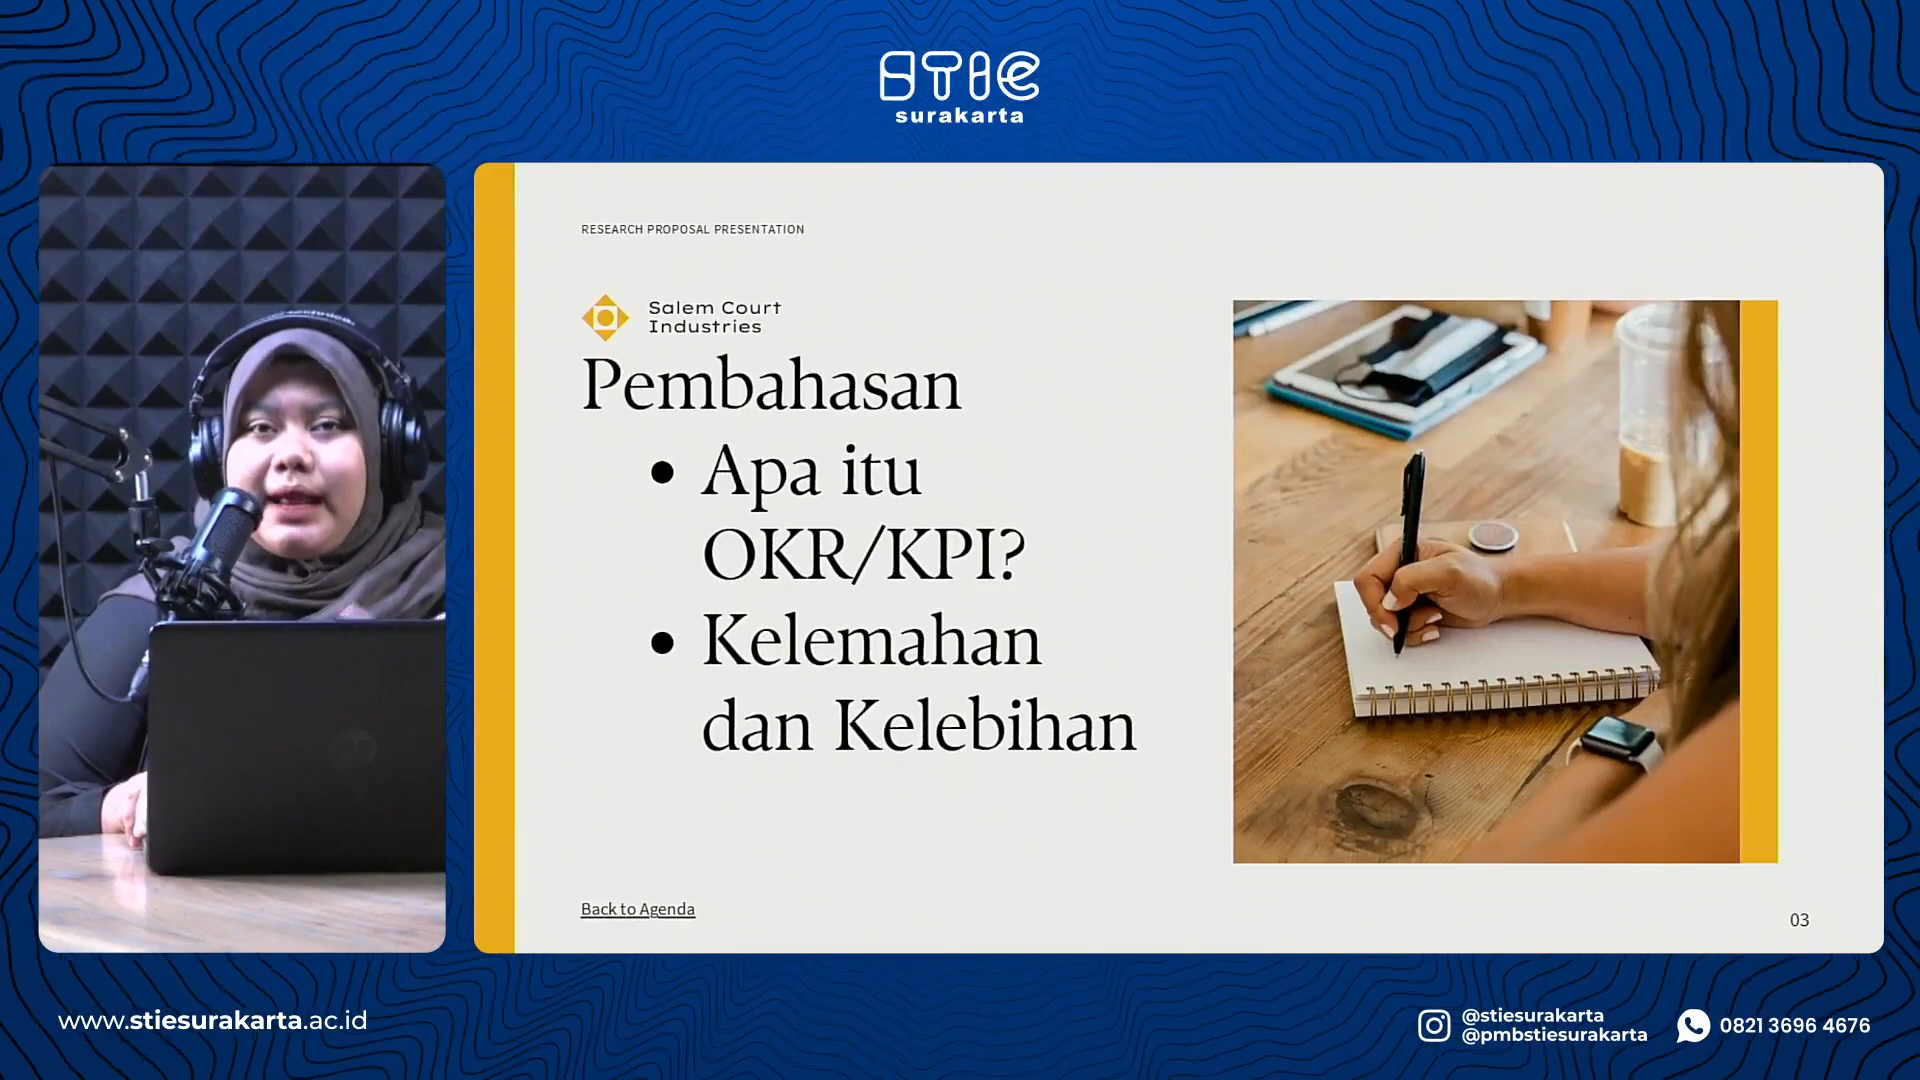 STIE
surakarta
RESEARCH PROPOSAL PRESENTATION
Salem Court
Industries
Pembahasan
• Apa itu
OKR/KPI?
• Kelemahan
dan Kelebihan
Back to Agenda
03
www.stiesurakarta.ac.id
@stiesurakarta
@pmbstiesurakarta
0821 3696 4676